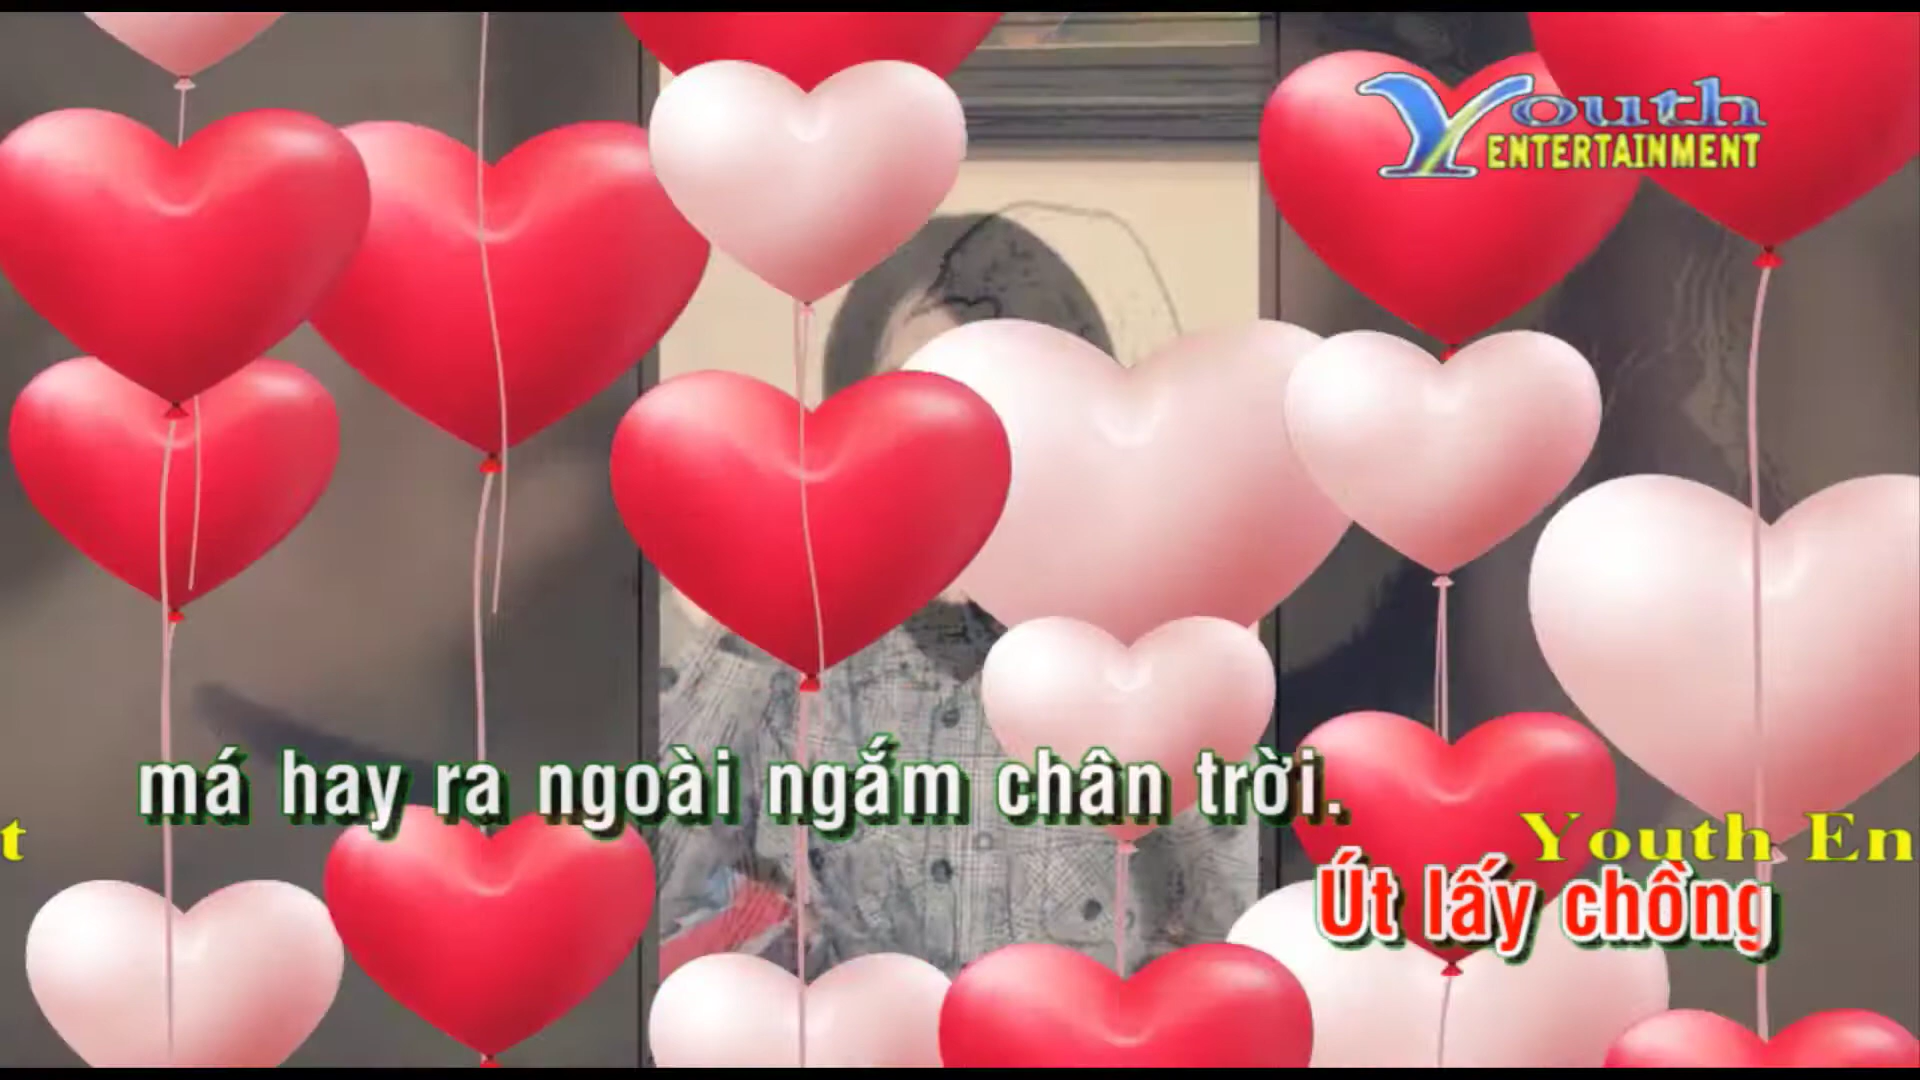 Youth
ENTERTAINMENT
má hay ra ngoài ngắm chân trời.
t Youth En
Út lấy chồng